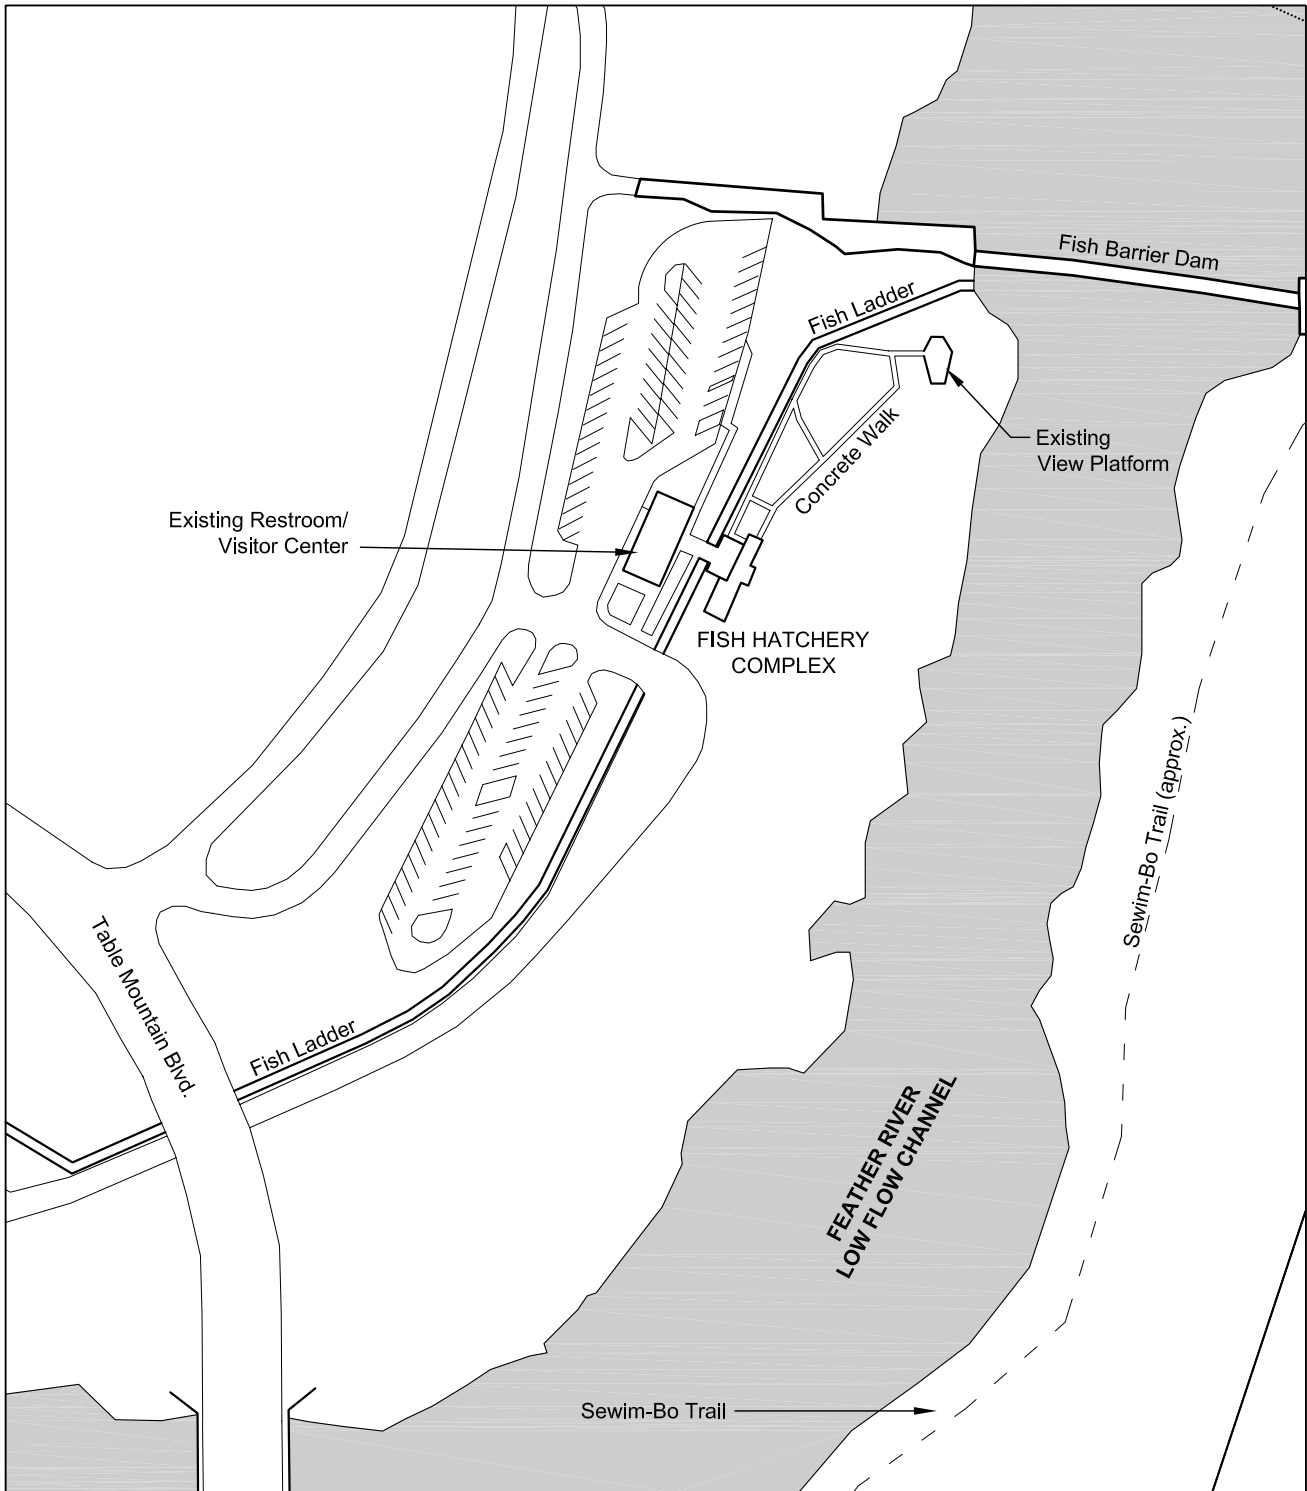 Fish Barrier Dam
Fish Ladder
Existing
View Platform
Concrete Walk
Existing Restroom/
Visitor Center
FISH HATCHERY
COMPLEX
Sewim-Bo Trail (approx.)
Table Mountain Blvd.
Fish Ladder
FEATHER RIVER
LOW FLOW CHANNEL
Sewim-Bo Trail